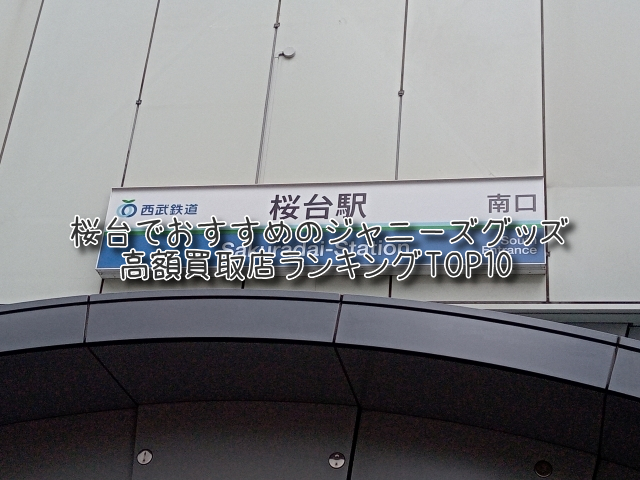 西武鉄道
桜台駅
南口
桜台でおすすめのジャニーズグッズ
高額買取店ランキングTOP10
Sakuradai-Station